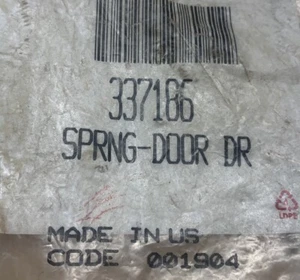 337186
SPRNG-DOOR DR
MADE IN US
CODE 001904